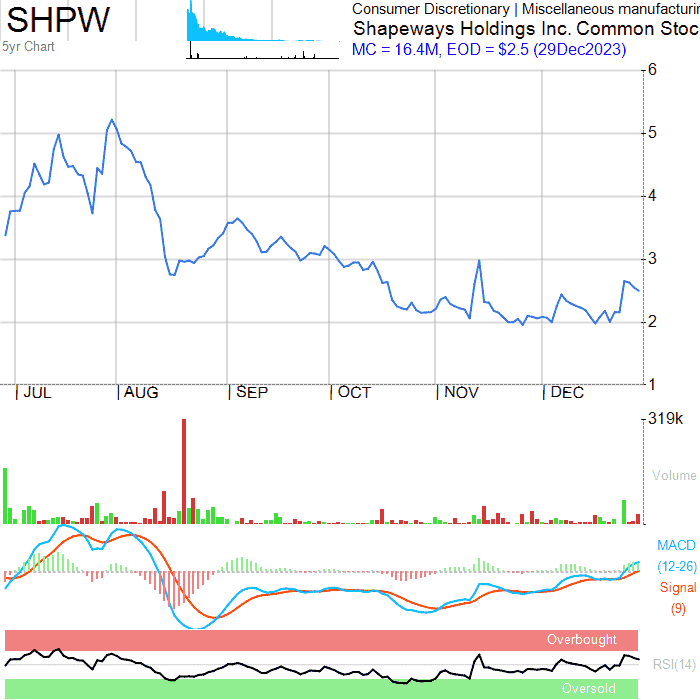 SHPW
5yr Chart
Consumer Discretionary | Miscellaneous manufacturin
Shapeways Holdings Inc. Common Stoc
MC = 16.4M, EOD = $2.5 (29Dec2023)
6
5
4
3
2
1
JUL AUG SEP OCT NOV DEC
319k
Volume
MACD
(12-26)
Signal
(9)
Overbought
RSI(14)
Oversold